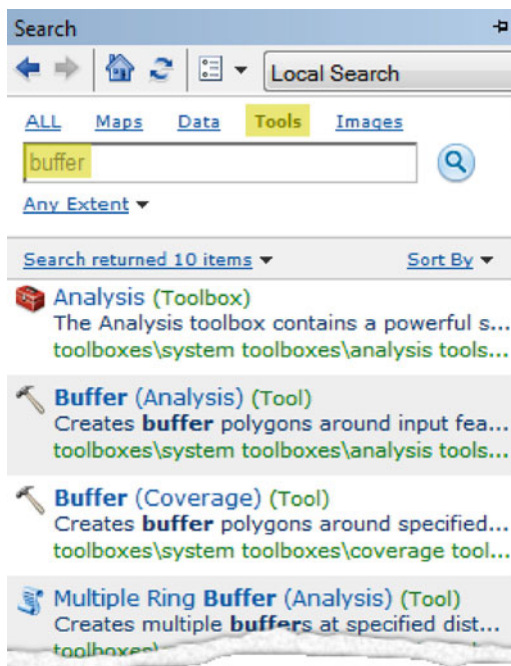 Search
Local Search
ALL Maps Data Tools Images
buffer
Any Extent
Search returned 10 items Sort By
Analysis (Toolbox)
The Analysis toolbox contains a powerful s...
toolboxes\system toolboxes\analysis tools...
Buffer (Analysis) (Tool)
Creates buffer polygons around input fea...
toolboxes\system toolboxes\analysis tools...
Buffer (Coverage) (Tool)
Creates buffer polygons around specified...
toolboxes\system toolboxes\coverage tool...
Multiple Ring Buffer (Analysis) (Tool)
Creates multiple buffers at specified dist...
toolboxes\